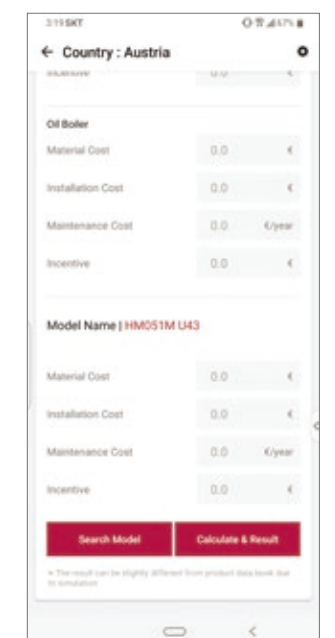 3:19 SKT
67%
Country : Austria
Incentive 0.0 €
Oil Boiler
Material Cost 0.0 €
Installation Cost 0.0 €
Maintenance Cost 0.0 €/year
Incentive 0.0 €
Model Name | HM051M U43
Material Cost 0.0 €
Installation Cost 0.0 €
Maintenance Cost 0.0 €/year
Incentive 0.0 €
Search Model Calculate & Result
* The result can be slightly different from product data book due
to simulation